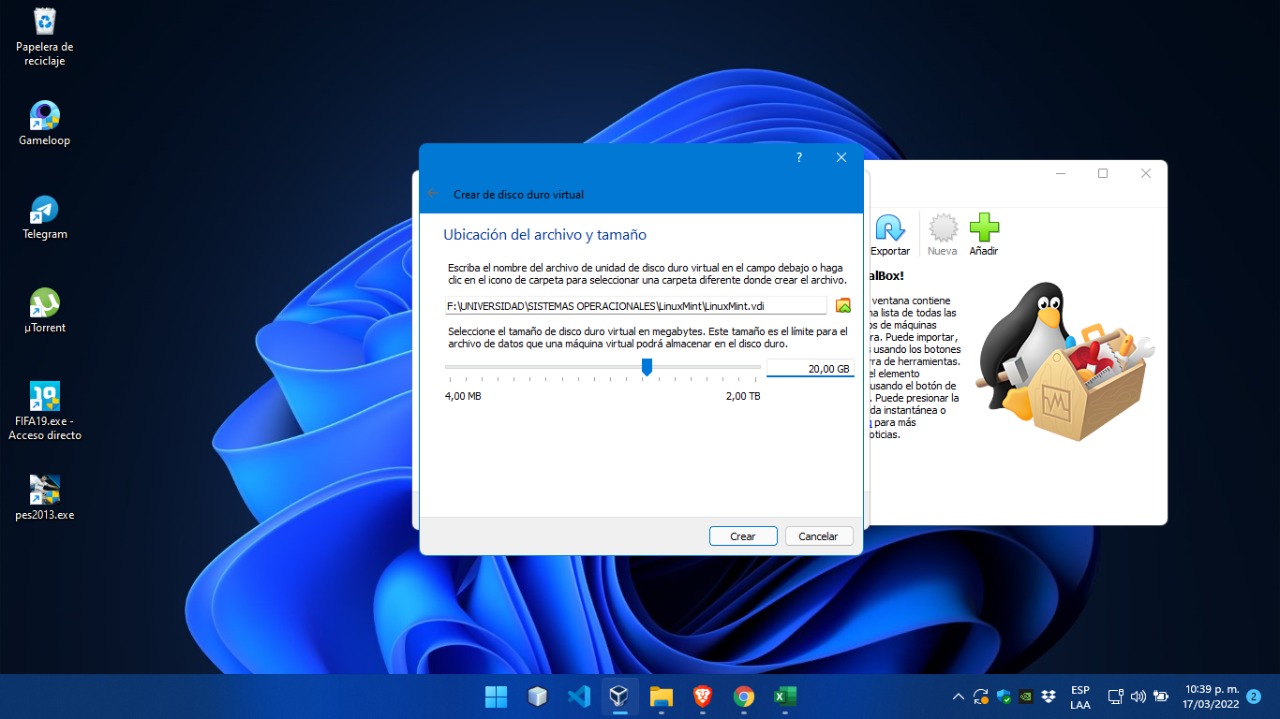 Papelera de
reciclaje
Gameloop
Telegram
µTorrent
FIFA19.exe -
Acceso directo
pes2013.exe
?
Crear de disco duro virtual
Ubicación del archivo y tamaño
Escriba el nombre del archivo de unidad de disco duro virtual en el campo debajo o haga
clic en el icono de carpeta para seleccionar una carpeta diferente donde crear el archivo.
F:\UNIVERSIDAD\SISTEMAS OPERACIONALES\LinuxMint\LinuxMint.vdi
Seleccione el tamaño de disco duro virtual en megabytes. Este tamaño es el límite para el
archivo de datos que una máquina virtual podrá almacenar en el disco duro.
20,00 GB
4,00 MB
2,00 TB
Crear
Cancelar
Exportar
Nueva
Añadir
alBox!
ventana contiene
na lista de todas las
os de máquinas
ra. Puede importar,
s usando los botones
rra de herramientas.
el elemento
usando el botón de
. Puede presionar la
da instantánea o
para más
oticias.
19
ESP
LAA
10:39 p. m.
17/03/2022
2